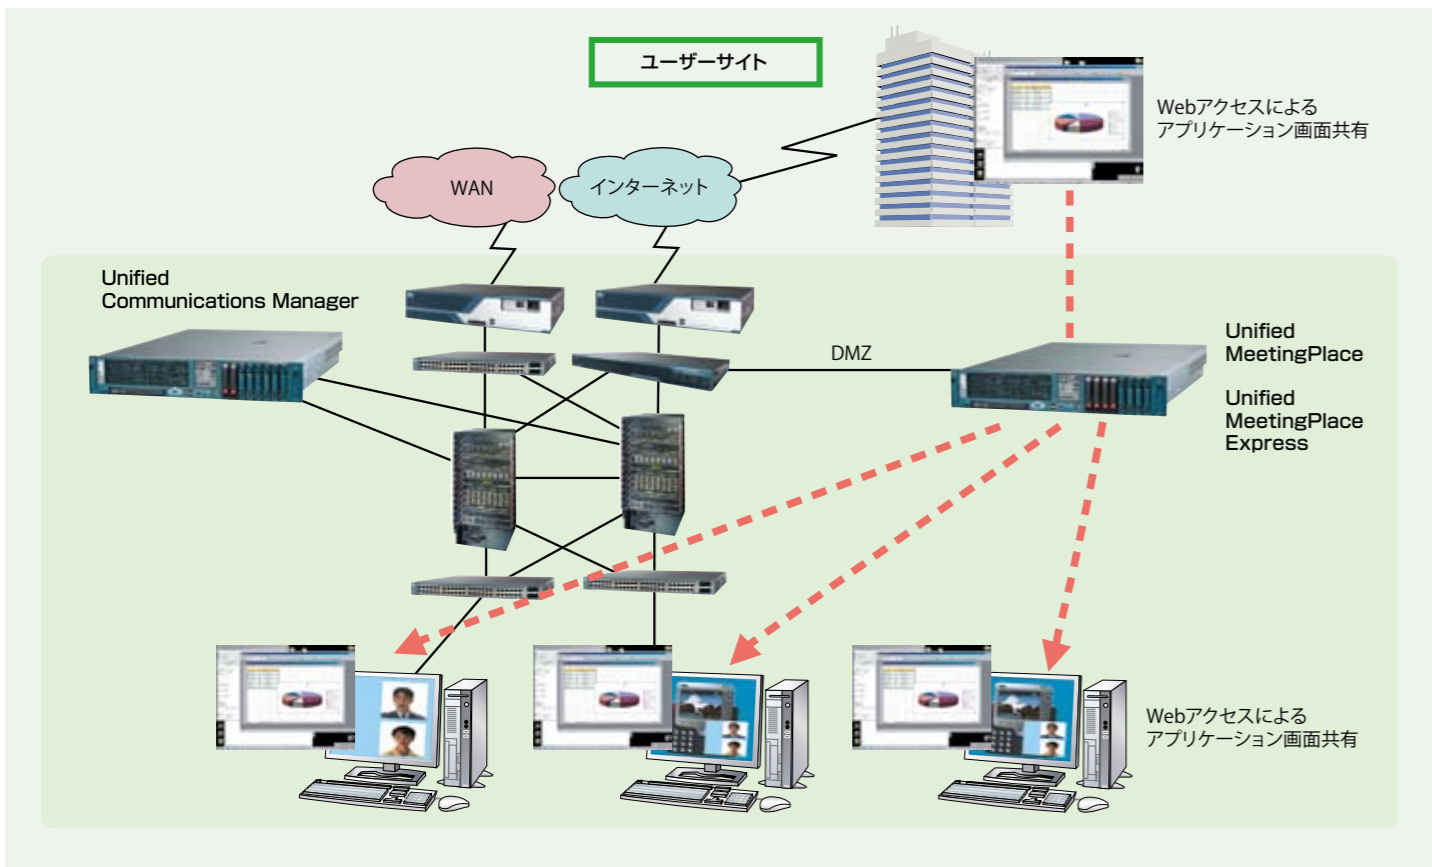 ユーザーサイト
Webアクセスによる
アプリケーション画面共有
WAN
インターネット
Unified
Communications Manager
DMZ
Unified
MeetingPlace
Unified
MeetingPlace
Express
Webアクセスによる
アプリケーション画面共有